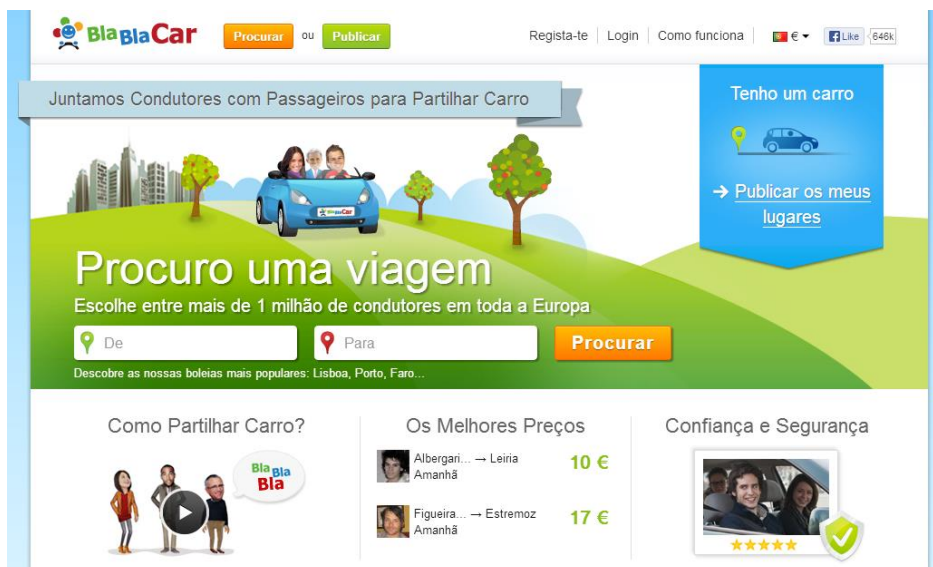 BlaBlaCar
Procurar ou Publicar
Regista-te Login Como funciona € Like 646k
Juntamos Condutores com Passageiros para Partilhar Carro
Tenho um carro
→ Publicar os meus
lugares
BlaBlaCar
Procuro uma viagem
Escolhe entre mais de 1 milhão de condutores em toda a Europa
De Para Procurar
Descobre as nossas boleias mais populares: Lisboa, Porto, Faro...
Como Partilhar Carro?
Bla Bla
Bla
Os Melhores Preços
Albergari... → Leiria 10 €
Amanhã
Figueira... → Estremoz 17 €
Amanhã
Confiança e Segurança